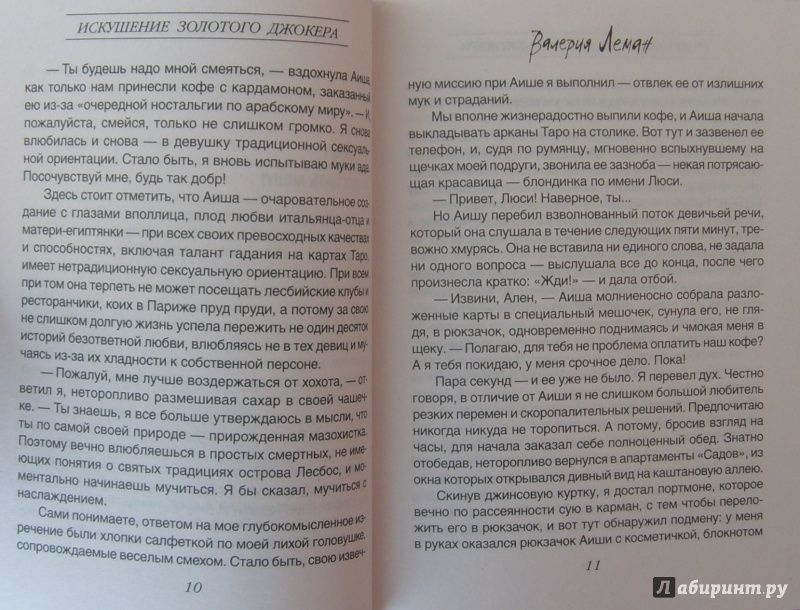 ИСКУШЕНИЕ ЗОЛОТОГО ДЖОКЕРА
— Ты будешь надо мной смеяться, — вздохнула Аиша,
как только нам принесли кофе с кардамоном, заказанный
ею из-за «очередной ностальгии по арабскому миру». — И,
пожалуйста, смейся, только не слишком громко. Я снова
влюбилась и снова — в девушку традиционной сексуаль-
ной ориентации. Стало быть, я вновь испытываю муки ада.
Посочувствуй мне, будь так добр!
Здесь стоит отметить, что Аиша — очаровательное соз-
дание с глазами вполлица, плод любви итальянца-отца и
матери-египтянки — при всех своих превосходных качествах
и способностях, включая талант гадания на картах Таро,
имеет нетрадиционную сексуальную ориентацию. При всем
при том она терпеть не может посещать лесбийские клубы и
ресторанчики, коих в Париже пруд пруди, а потому за свою
не слишком долгую жизнь успела пережить не один десяток
историй безответной любви, влюбляясь не в тех девиц и му-
чаясь из-за их хладности к собственной персоне.
— Пожалуй, мне лучше воздержаться от хохота, — от-
ветил я, неторопливо размешивая сахар в своей чашеч-
ке. — Ты знаешь, я все больше утверждаюсь в мысли, что
ты по самой своей природе — прирожденная мазохистка.
Поэтому вечно влюбляешься в простых смертных, не име-
ющих понятия о святых традициях острова Лесбос, и мо-
ментально начинаешь мучиться. Я бы сказал, мучиться с
наслаждением.
Сами понимаете, ответом на мое глубокомысленное из-
речение были хлопки салфеткой по моей лихой головушке,
сопровождаемые веселым смехом. Стало быть, свою извеч-
10
Валерия Леман
ную миссию при Аише я выполнил — отвлек ее от излишних
мук и страданий.
Мы вполне жизнерадостно выпили кофе, и Аиша начала
выкладывать арканы Таро на столике. Вот тут и зазвенел ее
телефон, и, судя по румянцу, мгновенно вспыхнувшему на
щечках моей подруги, звонила ее зазноба — некая потрясаю-
щая красавица — блондинка по имени Люси.
— Привет, Люси! Наверное, ты...
Но Аишу перебил взволнованный поток девичьей речи,
который она слушала в течение следующих пяти минут, тре-
вожно хмурясь. Она не вставила ни единого слова, не задала
ни одного вопроса — выслушала все до конца, после чего
произнесла кратко: «Жди!» — и дала отбой.
— Извини, Ален, — Аиша молниеносно собрала разло-
женные карты в специальный мешочек, сунула его, не гля-
дя, в рюкзачок, одновременно поднимаясь и чмокая меня в
щеку. — Полагаю, для тебя не проблема оплатить наш кофе?
А я тебя покидаю, у меня срочное дело. Пока!
Пара секунд — и ее уже не было. Я перевел дух. Честно
говоря, в отличие от Аиши я не слишком большой любитель
резких перемен и скоропалительных решений. Предпочитаю
никогда никуда не торопиться. А потому, бросив взгляд на
часы, для начала заказал себе полноценный обед. Знатно
отобедав, неторопливо вернулся в апартаменты «Садов», из
окна которых открывался дивный вид на каштановую аллею.
Скинув джинсовую куртку, я достал портмоне, которое
вечно по рассеянности сую в карман, с тем чтобы перело-
жить его в рюкзачок, и вот тут обнаружил подмену: у меня
в руках оказался рюкзачок Аиши с косметичкой, блокнотом
11
Лабиринт.ру